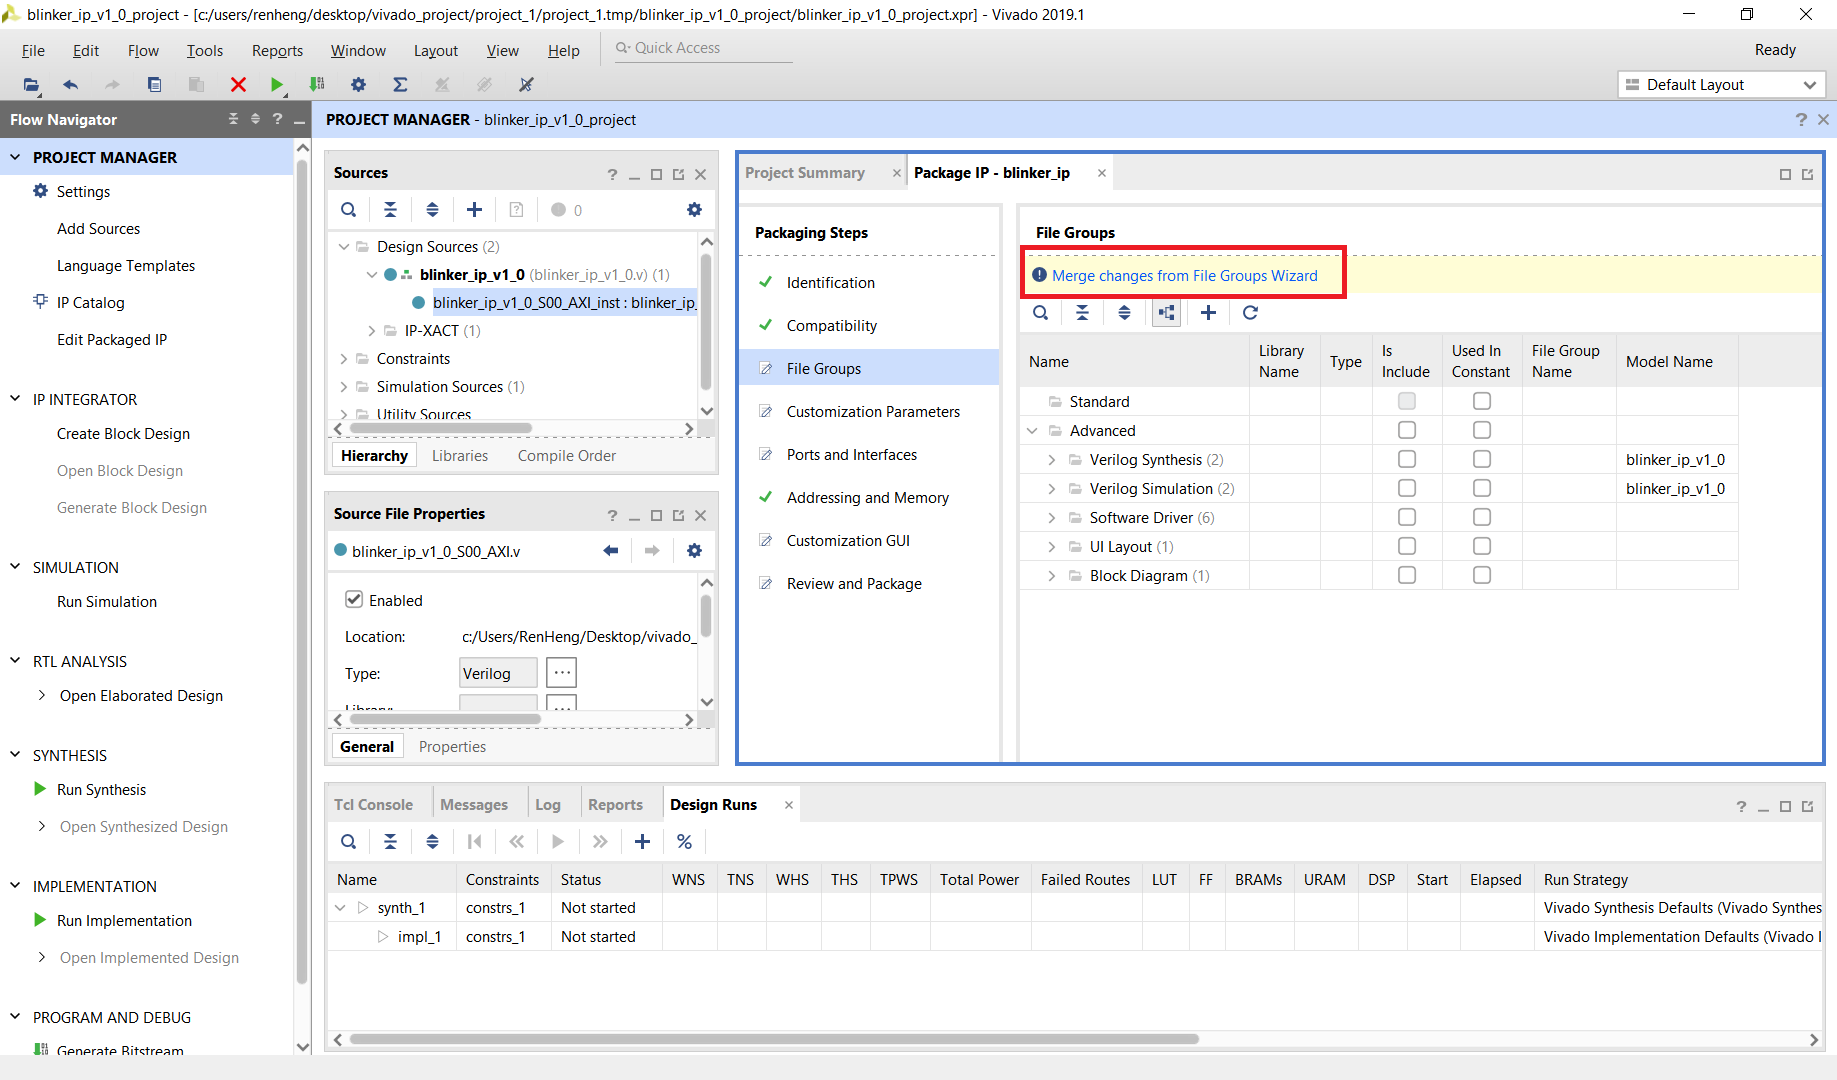 blinker_ip_v1_0_project - [c:/users/renheng/desktop/vivado_project/project_1/project_1.tmp/blinker_ip_v1_0_project/blinker_ip_v1_0_project.xpr] - Vivado 2019.1
File Edit Flow Tools Reports Window Layout View Help Quick Access Ready
Default Layout
Flow Navigator
PROJECT MANAGER
Settings
Add Sources
Language Templates
IP Catalog
Edit Packaged IP
IP INTEGRATOR
Create Block Design
Open Block Design
Generate Block Design
SIMULATION
Run Simulation
RTL ANALYSIS
Open Elaborated Design
SYNTHESIS
Run Synthesis
Open Synthesized Design
IMPLEMENTATION
Run Implementation
Open Implemented Design
PROGRAM AND DEBUG
Generate Bitstream
PROJECT MANAGER - blinker_ip_v1_0_project
Sources
0
Design Sources (2)
blinker_ip_v1_0 (blinker_ip_v1_0.v) (1)
blinker_ip_v1_0_S00_AXI_inst : blinker_ip_
IP-XACT (1)
Constraints
Simulation Sources (1)
Utility Sources
Hierarchy Libraries Compile Order
Source File Properties
blinker_ip_v1_0_S00_AXI.v
Enabled
Location: c:/Users/RenHeng/Desktop/vivado_
Type: Verilog
Library:
General Properties
Project Summary Package IP - blinker_ip
Packaging Steps
Identification
Compatibility
File Groups
Customization Parameters
Ports and Interfaces
Addressing and Memory
Customization GUI
Review and Package
File Groups
Merge changes from File Groups Wizard
Name Library Name Type Is Include Used In Constant File Group Name Model Name
Standard
Advanced
Verilog Synthesis (2) blinker_ip_v1_0
Verilog Simulation (2) blinker_ip_v1_0
Software Driver (6)
UI Layout (1)
Block Diagram (1)
Tcl Console Messages Log Reports Design Runs
Name Constraints Status WNS TNS WHS THS TPWS Total Power Failed Routes LUT FF BRAMs URAM DSP Start Elapsed Run Strategy
synth_1 constrs_1 Not started Vivado Synthesis Defaults (Vivado Synthes
impl_1 constrs_1 Not started Vivado Implementation Defaults (Vivado I